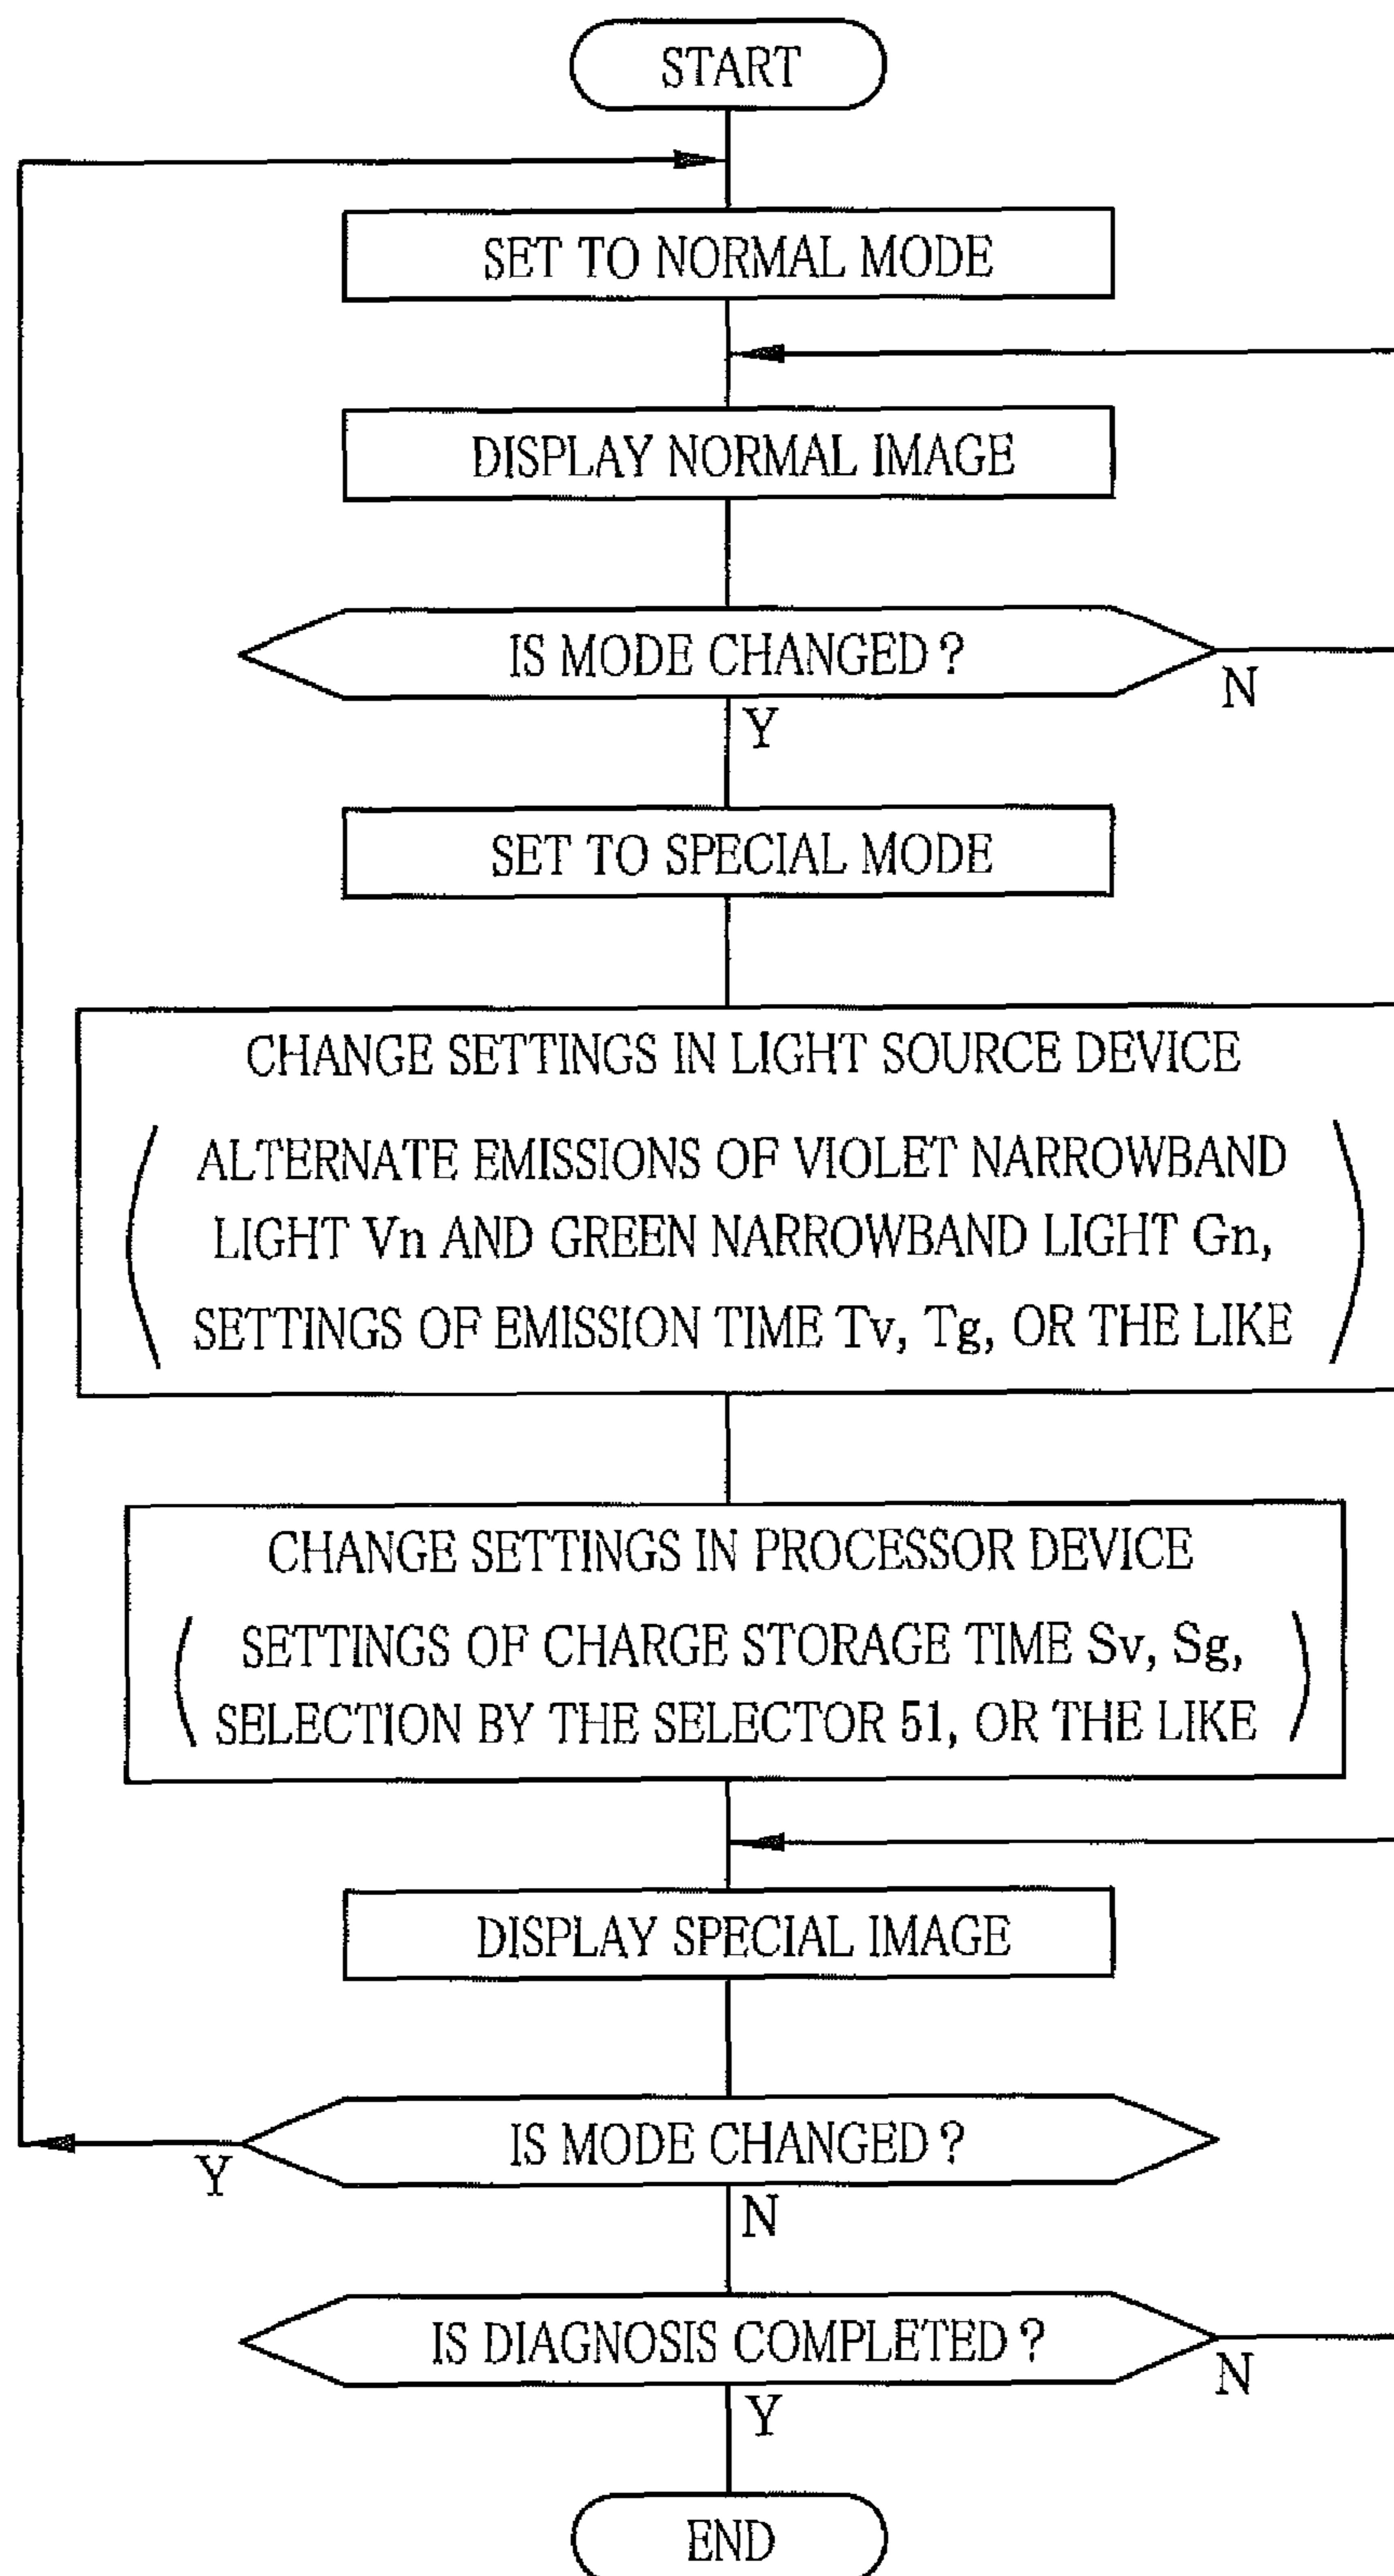 START
SET TO NORMAL MODE
DISPLAY NORMAL IMAGE
IS MODE CHANGED ?
N
Y
SET TO SPECIAL MODE
CHANGE SETTINGS IN LIGHT SOURCE DEVICE
ALTERNATE EMISSIONS OF VIOLET NARROWBAND
LIGHT Vn AND GREEN NARROWBAND LIGHT Gn,
SETTINGS OF EMISSION TIME Tv, Tg, OR THE LIKE
CHANGE SETTINGS IN PROCESSOR DEVICE
SETTINGS OF CHARGE STORAGE TIME Sv, Sg,
SELECTION BY THE SELECTOR 51, OR THE LIKE
DISPLAY SPECIAL IMAGE
IS MODE CHANGED ?
Y
N
IS DIAGNOSIS COMPLETED ?
N
Y
END